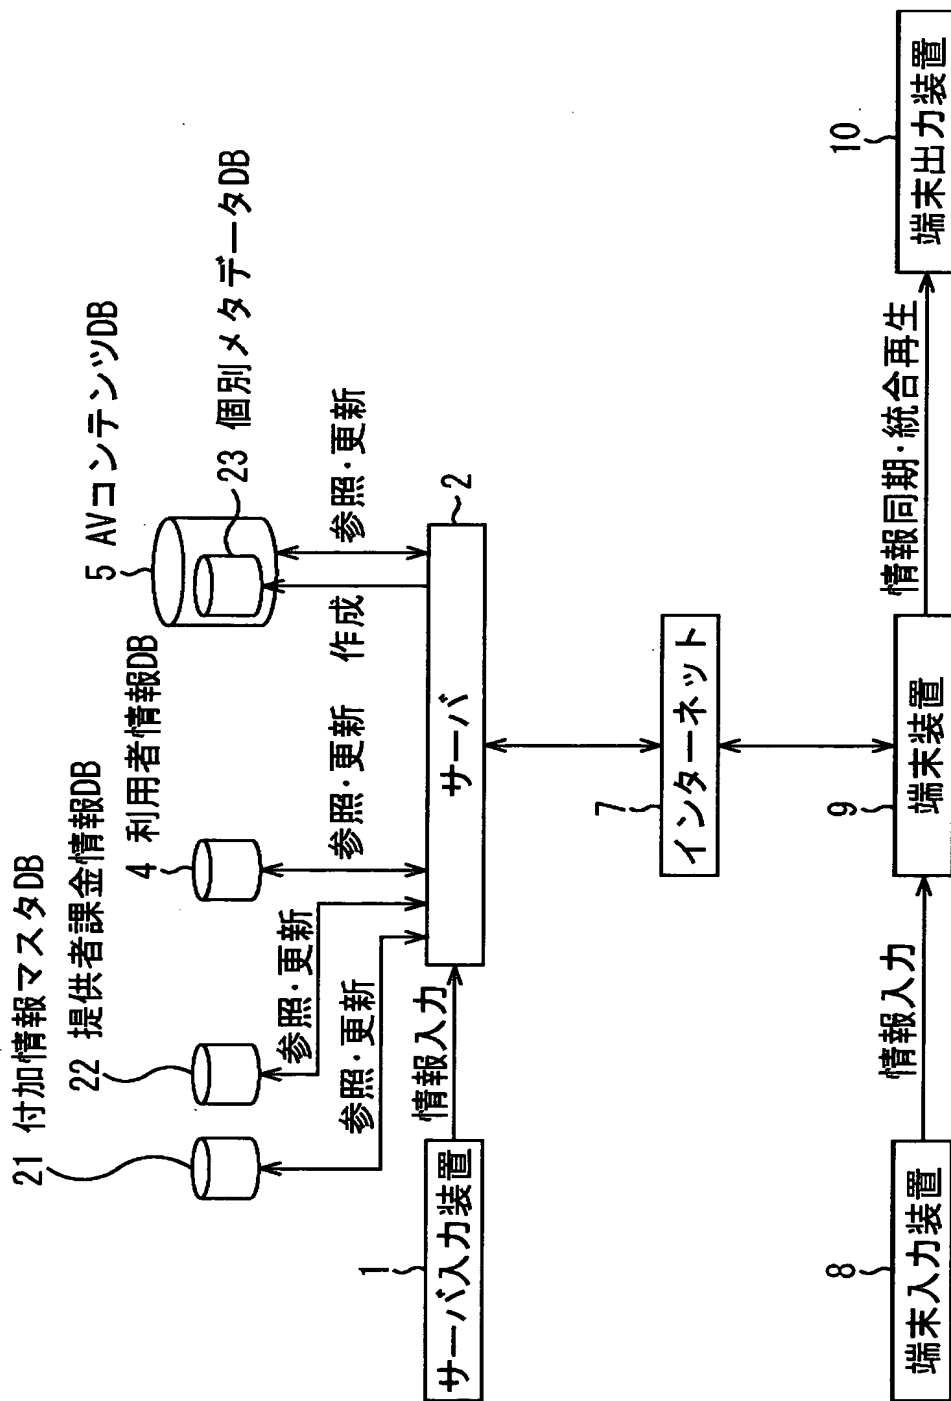 21 付加情報マスタDB
22 提供者課金情報DB
4 利用者情報DB
5 AVコンテンツDB
23 個別メタデータDB
参照・更新
参照・更新
参照・更新
作成
参照・更新
1
サーバ入力装置
情報入力
サーバ
2
7
インターネット
8
端末入力装置
情報入力
9
端末装置
情報同期・統合再生
10
端末出力装置